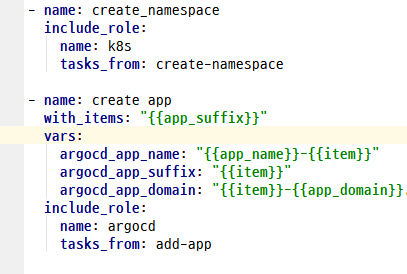 - name: create_namespace
  include_role:
    name: k8s
    tasks_from: create-namespace

- name: create app
  with_items: "{{app_suffix}}"
  vars:
    argocd_app_name: "{{app_name}}-{{item}}"
    argocd_app_suffix: "{{item}}"
    argocd_app_domain: "{{item}}-{{app_domain}}.
  include_role:
    name: argocd
    tasks_from: add-app